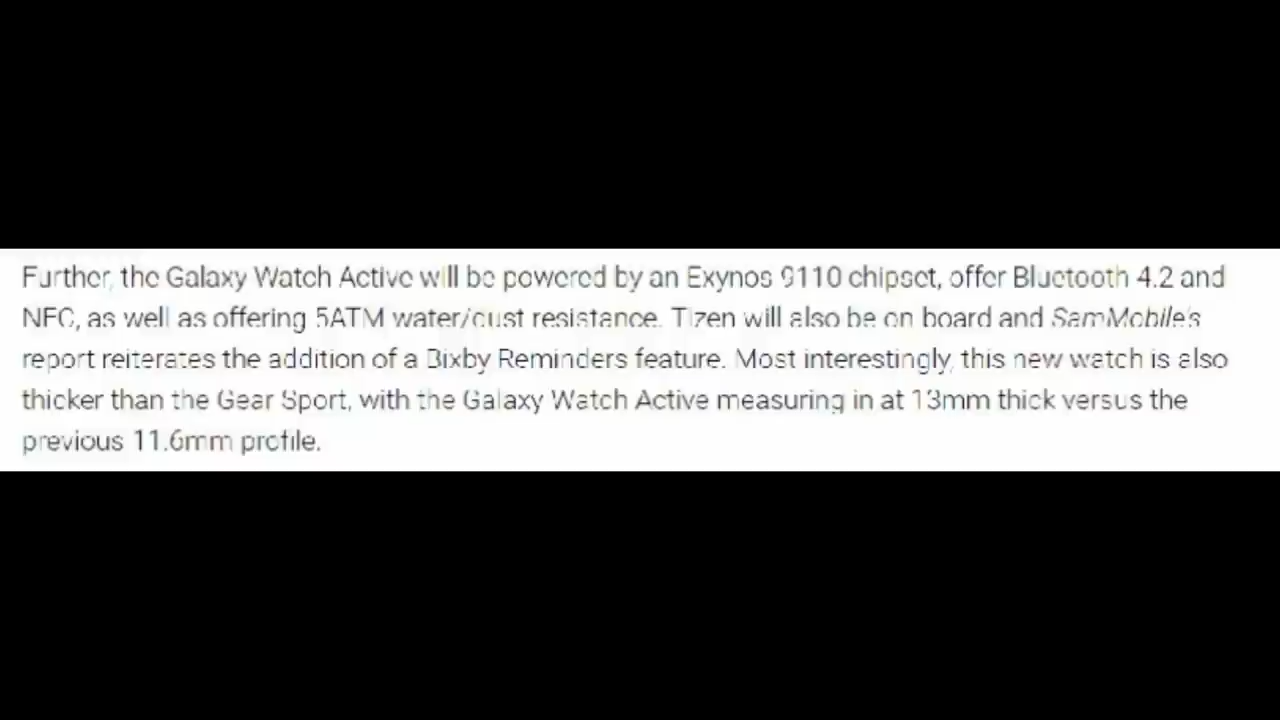 Further, the Galaxy Watch Active will be powered by an Exynos 9110 chipset, offer Bluetooth 4.2 and
NFC, as well as offering 5ATM water/dust resistance. Tizen will also be on board and SamMobile's
report reiterates the addition of a Bixby Reminders feature. Most interestingly, this new watch is also
thicker than the Gear Sport, with the Galaxy Watch Active measuring in at 13mm thick versus the
previous 11.6mm profile.